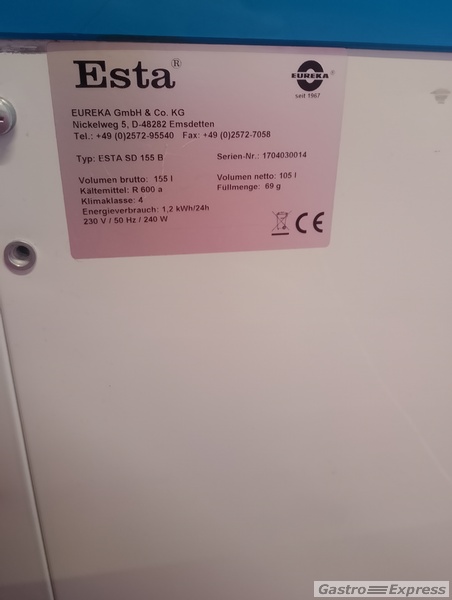 Esta®
EUREKA®
seit 1967
EUREKA GmbH & Co. KG
Nickelweg 5, D-48282 Emsdetten
Tel.: +49 (0)2572-95540 Fax: +49 (0)2572-7058
Typ: ESTA SD 155 B Serien-Nr.: 1704030014
Volumen brutto: 155 l Volumen netto: 105 l
Kältemittel: R 600 a Füllmenge: 69 g
Klimaklasse: 4
Energieverbrauch: 1,2 kWh/24h
230 V / 50 Hz / 240 W
CE
Gastro Express